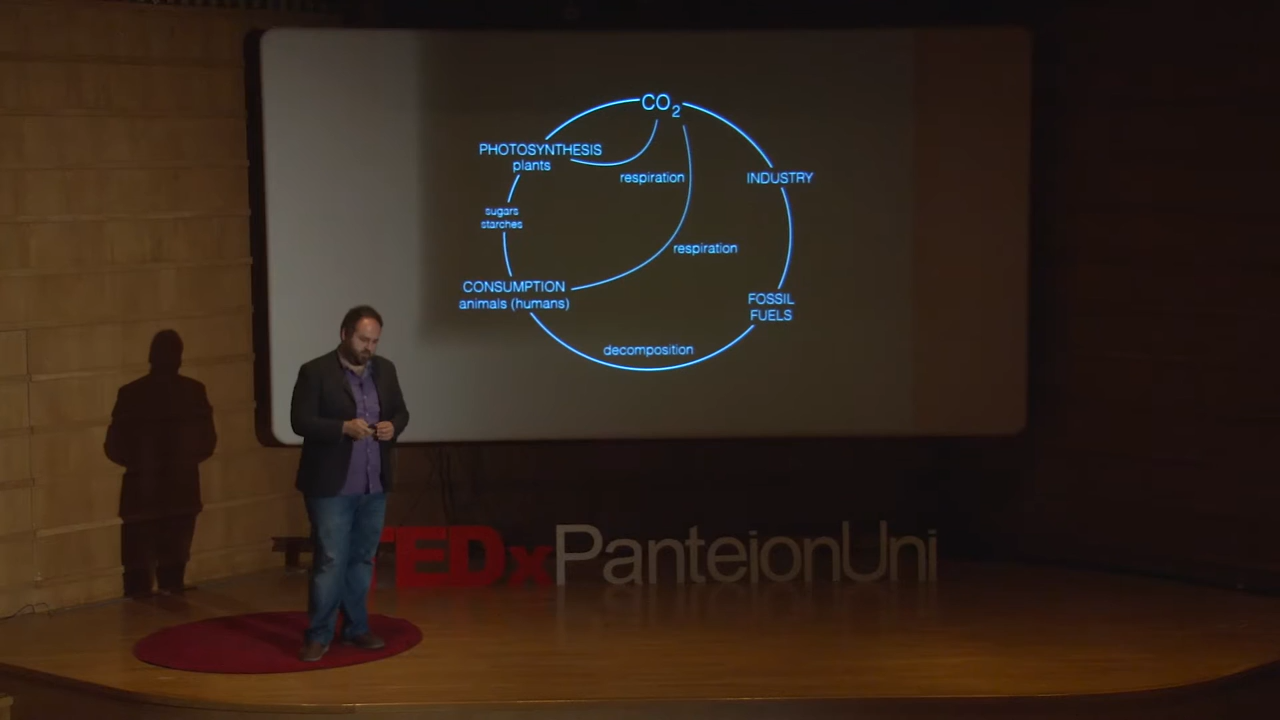 CO2
PHOTOSYNTHESIS
plants
respiration
INDUSTRY
sugars
starches
respiration
CONSUMPTION
animals (humans)
FOSSIL
FUELS
decomposition
TEDxPanteionUni